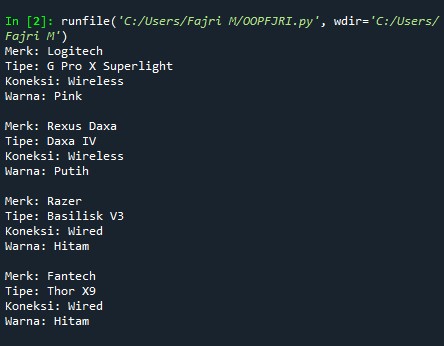 In [2]: runfile('C:/Users/Fajri M/OOPFJRI.py', wdir='C:/Users/
Fajri M')
Merk: Logitech
Tipe: G Pro X Superlight
Koneksi: Wireless
Warna: Pink

Merk: Rexus Daxa
Tipe: Daxa IV
Koneksi: Wireless
Warna: Putih

Merk: Razer
Tipe: Basilisk V3
Koneksi: Wired
Warna: Hitam

Merk: Fantech
Tipe: Thor X9
Koneksi: Wired
Warna: Hitam